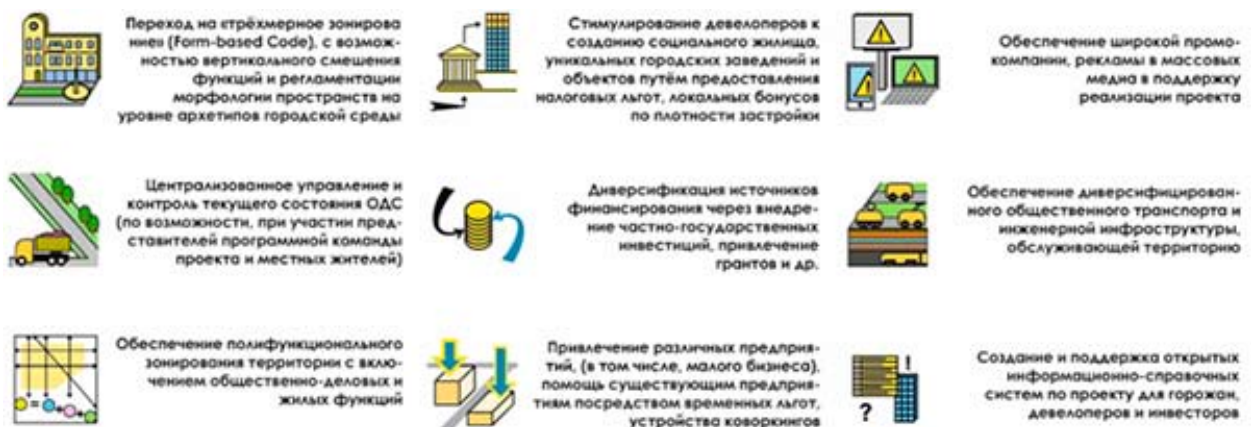 Переход на «трёхмерное зонирова
ние» (Form-based Code), с возмож-
ностью вертикального смешения
функций и регламентации
морфологии пространств на
уровне архетипов городской среды
Стимулирование девелоперов к
созданию социального жилища,
уникальных городских заведений и
объектов путём предоставления
налоговых льгот, локальных бонусов
по плотности застройки
Обеспечение широкой промо-
компании, рекламы в массовых
медиа в поддержку
реализации проекта
Централизованное управление и
контроль текущего состояния ОДС
(по возможности, при участии пред-
ставителей программной команды
проекта и местных жителей)
Диверсификация источников
финансирования через внедре-
ние частно-государственных
инвестиций, привлечение
грантов и др.
Обеспечение диверсифицирован-
ного общественного транспорта и
инженерной инфраструктуры,
обслуживающей территорию
Обеспечение полифункционального
зонирования территории с вклю-
чением общественно-деловых и
жилых функций
Привлечение различных предприя-
тий, (в том числе, малого бизнеса),
помощь существующим предприя-
тиям посредством временных льгот,
устройства коворкингов
!
?
Создание и поддержка открытых
информационно-справочных
систем по проекту для горожан,
девелоперов и инвесторов